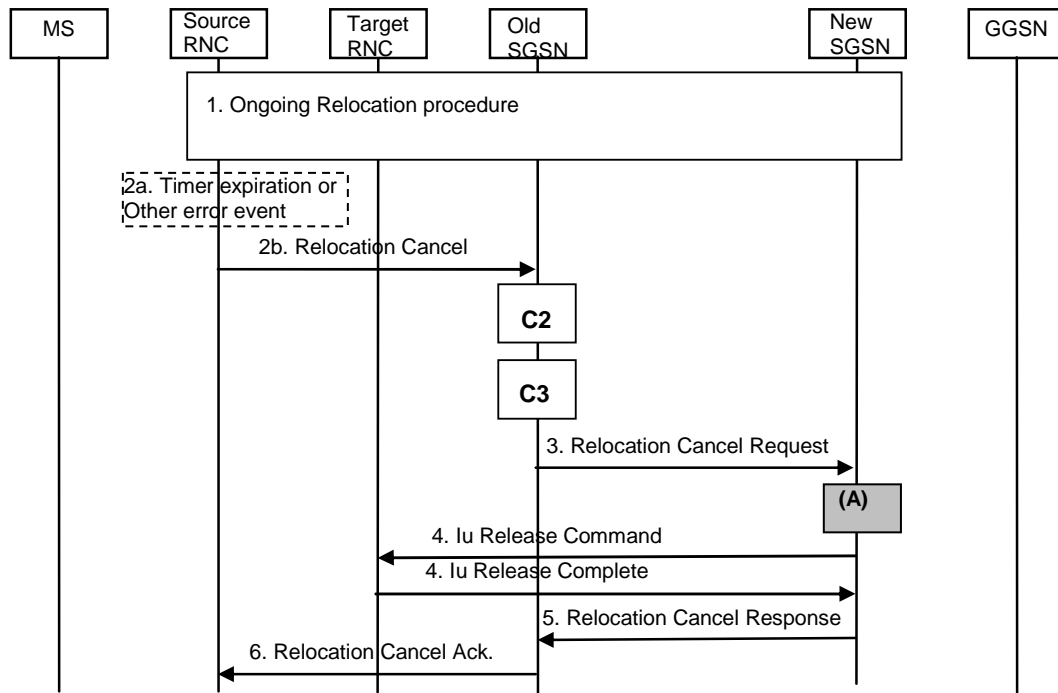 MS
Source
RNC
Target
RNC
Old
SGSN
New
SGSN
GGSN
1. Ongoing Relocation procedure
2a. Timer expiration or
Other error event
2b. Relocation Cancel
C2
C3
3. Relocation Cancel Request
(A)
4. Iu Release Command
4. Iu Release Complete
5. Relocation Cancel Response
6. Relocation Cancel Ack.